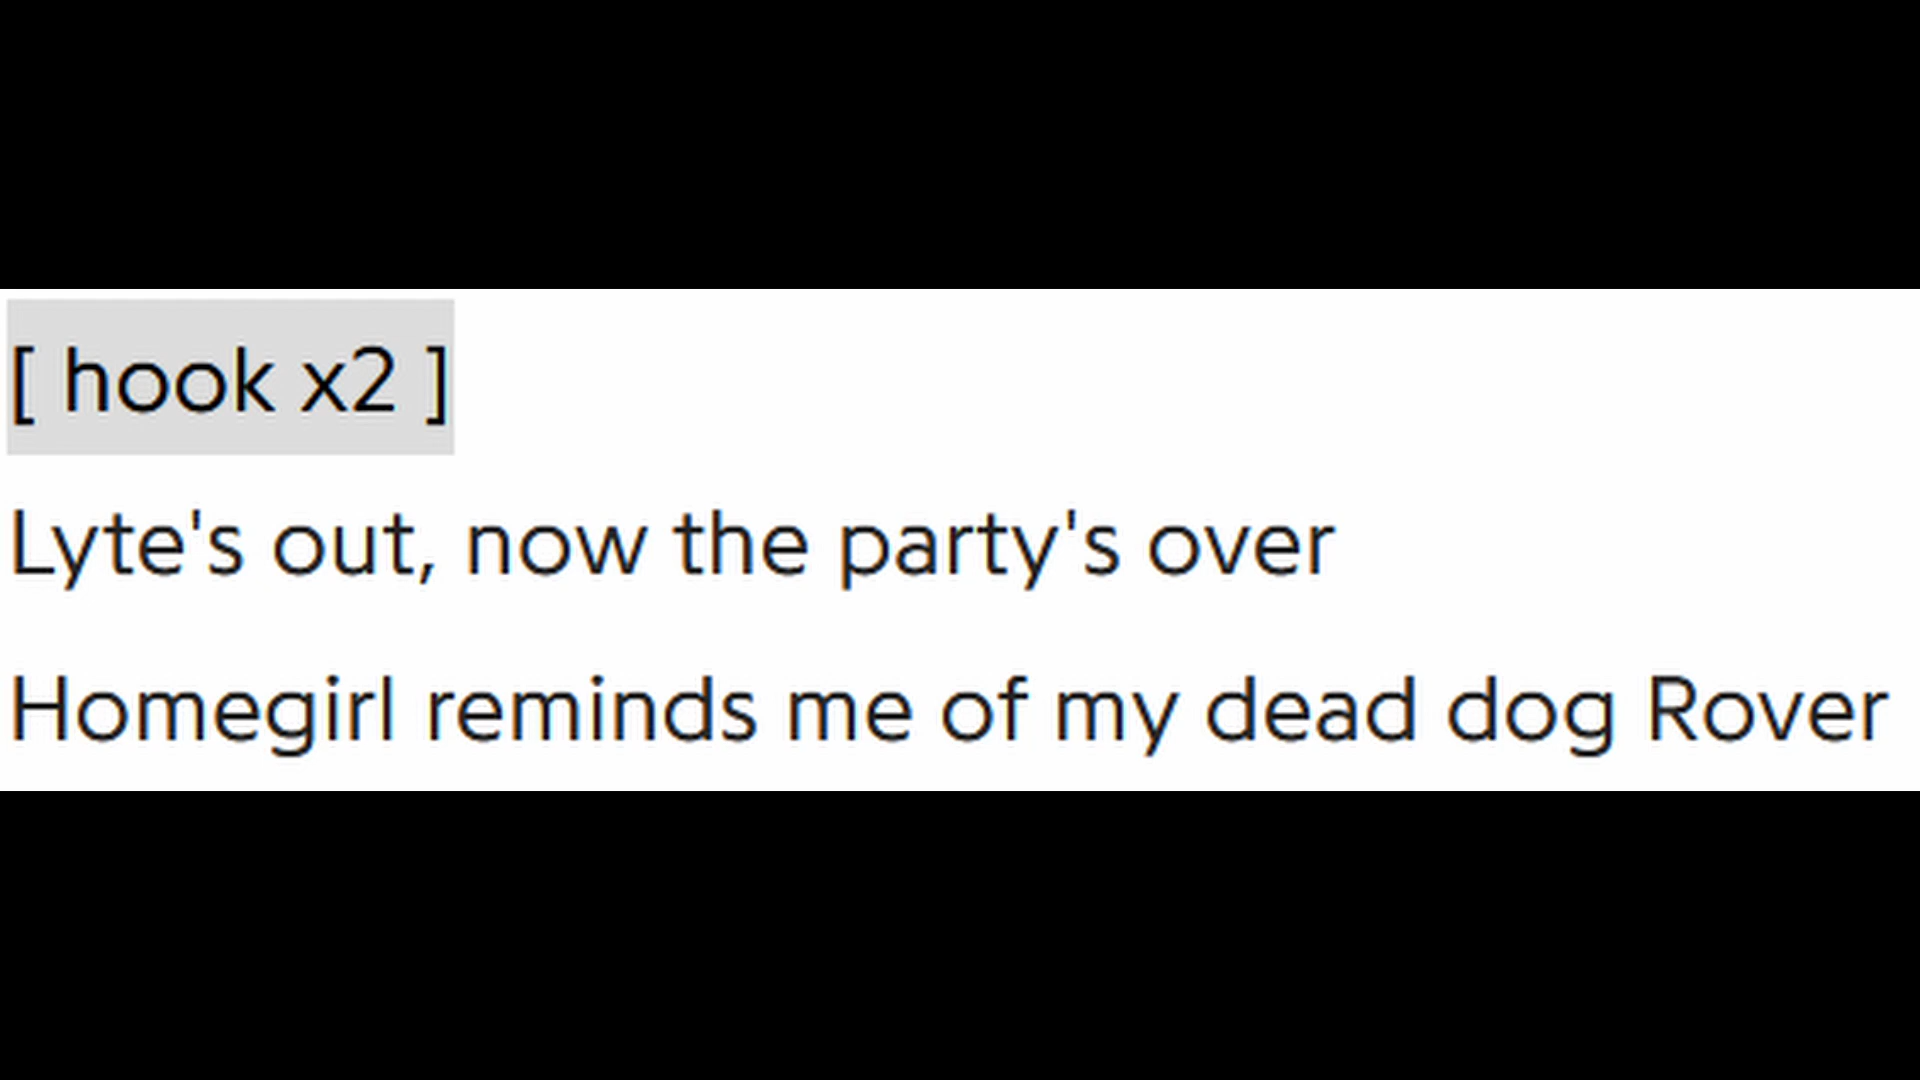 [ hook x2 ]
Lyte's out, now the party's over
Homegirl reminds me of my dead dog Rover